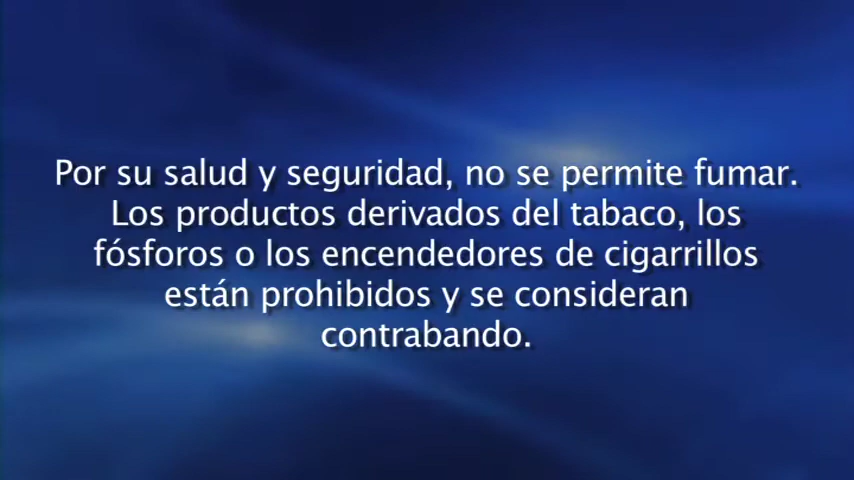 Por su salud y seguridad, no se permite fumar.
Los productos derivados del tabaco, los
fósforos o los encendedores de cigarrillos
están prohibidos y se consideran
contrabando.